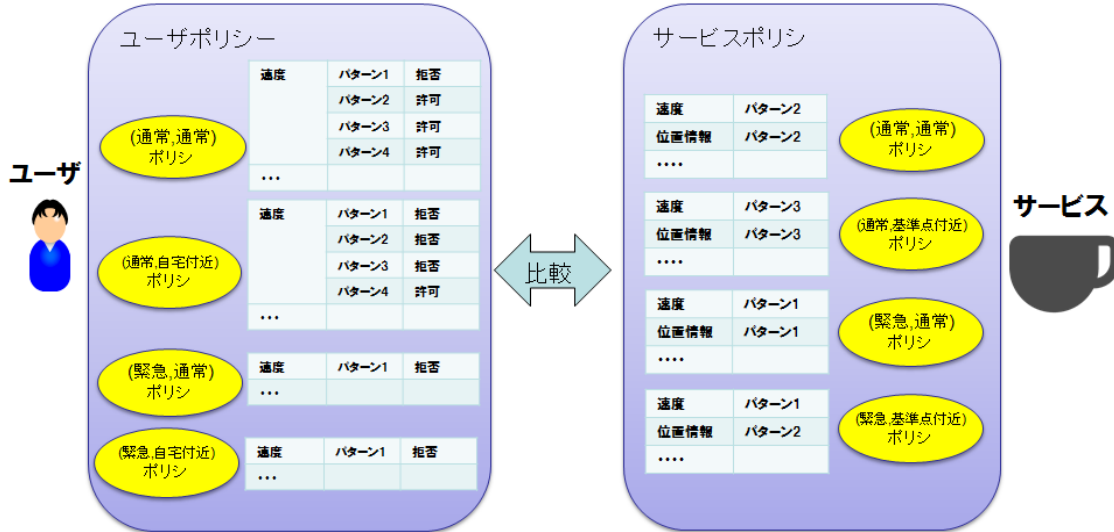 ユーザポリシー
速度 パターン1 拒否
パターン2 許可
パターン3 許可
パターン4 許可
…
(通常,通常)
ポリシ
ユーザ
速度 パターン1 拒否
パターン2 拒否
パターン3 拒否
パターン4 許可
…
(通常,自宅付近)
ポリシ
速度 パターン1 拒否
…
(緊急,通常)
ポリシ
速度 パターン1 拒否
…
(緊急,自宅付近)
ポリシ
比較
サービスポリシ
速度 パターン2
位置情報 パターン2
‥‥
(通常,通常)
ポリシ
速度 パターン3
位置情報 パターン3
‥‥
(通常,基準点付近)
ポリシ
サービス
速度 パターン1
位置情報 パターン1
‥‥
(緊急,通常)
ポリシ
速度 パターン1
位置情報 パターン2
‥‥
(緊急,基準点付近)
ポリシ